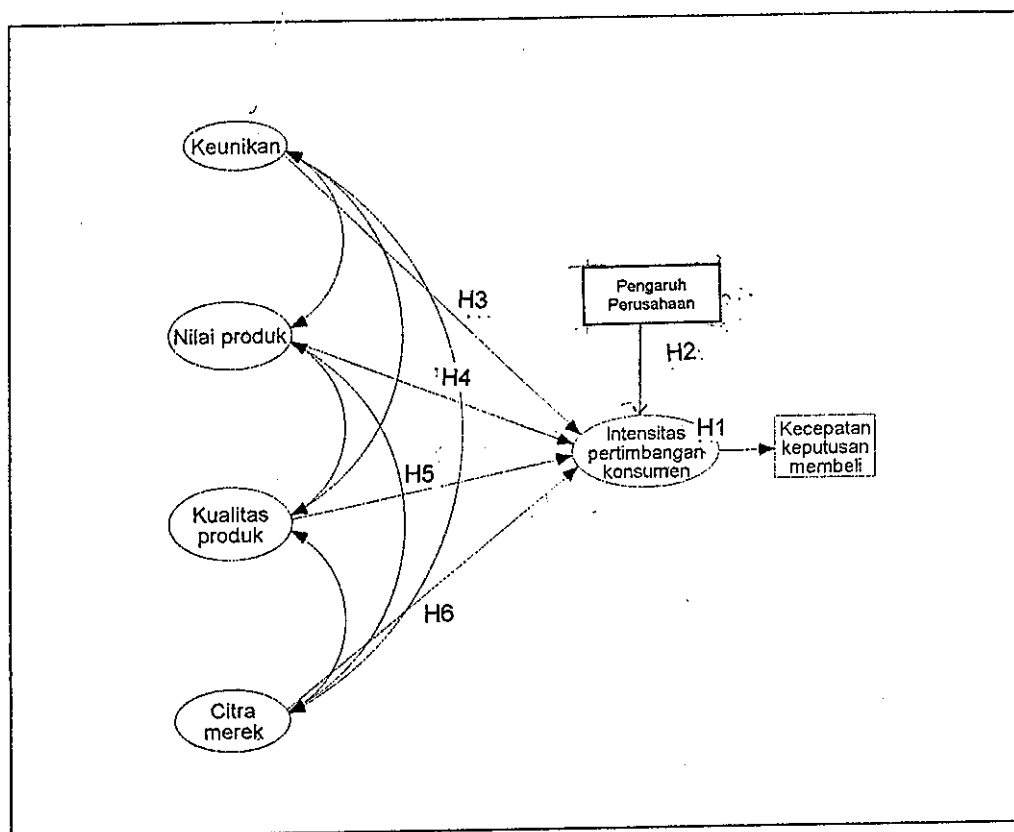 Keunikan
H3
Pengaruh
Perusahaan
Nilai produk
H4
H2
Intensitas
pertimbangan
konsumen
H1
Kecepatan
keputusan
membeli
H5
Kualitas
produk
H6
Citra
merek